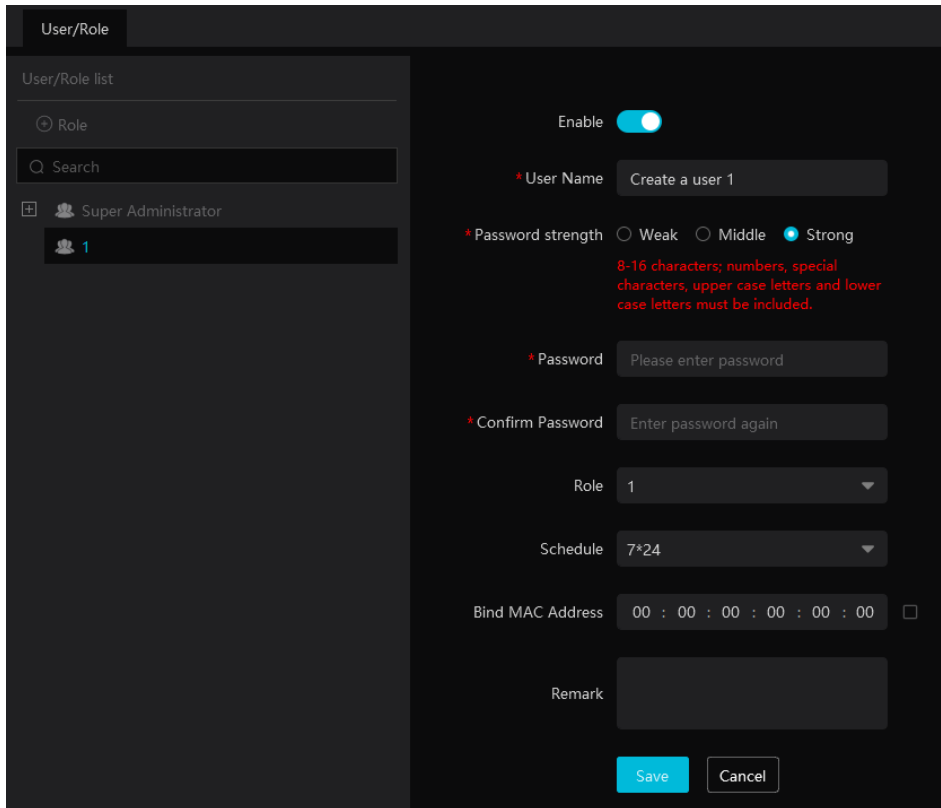 User/Role
User/Role list
Role
Search
Super Administrator
1
Enable
*User Name Create a user 1
*Password strength Weak Middle Strong
8-16 characters; numbers, special
characters, upper case letters and lower
case letters must be included.
*Password Please enter password
*Confirm Password Enter password again
Role 1
Schedule 7*24
Bind MAC Address 00 : 00 : 00 : 00 : 00 : 00
Remark
Save Cancel